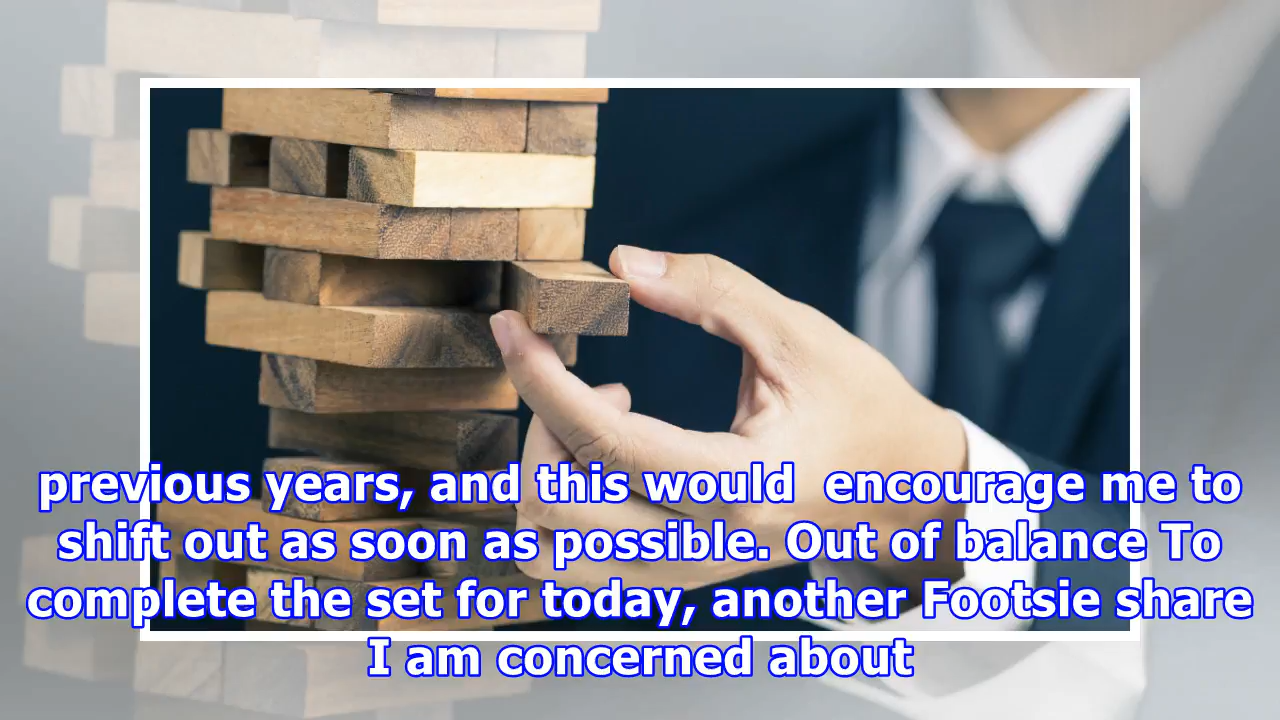 previous years, and this would encourage me to
shift out as soon as possible. Out of balance To
complete the set for today, another Footsie share
I am concerned about